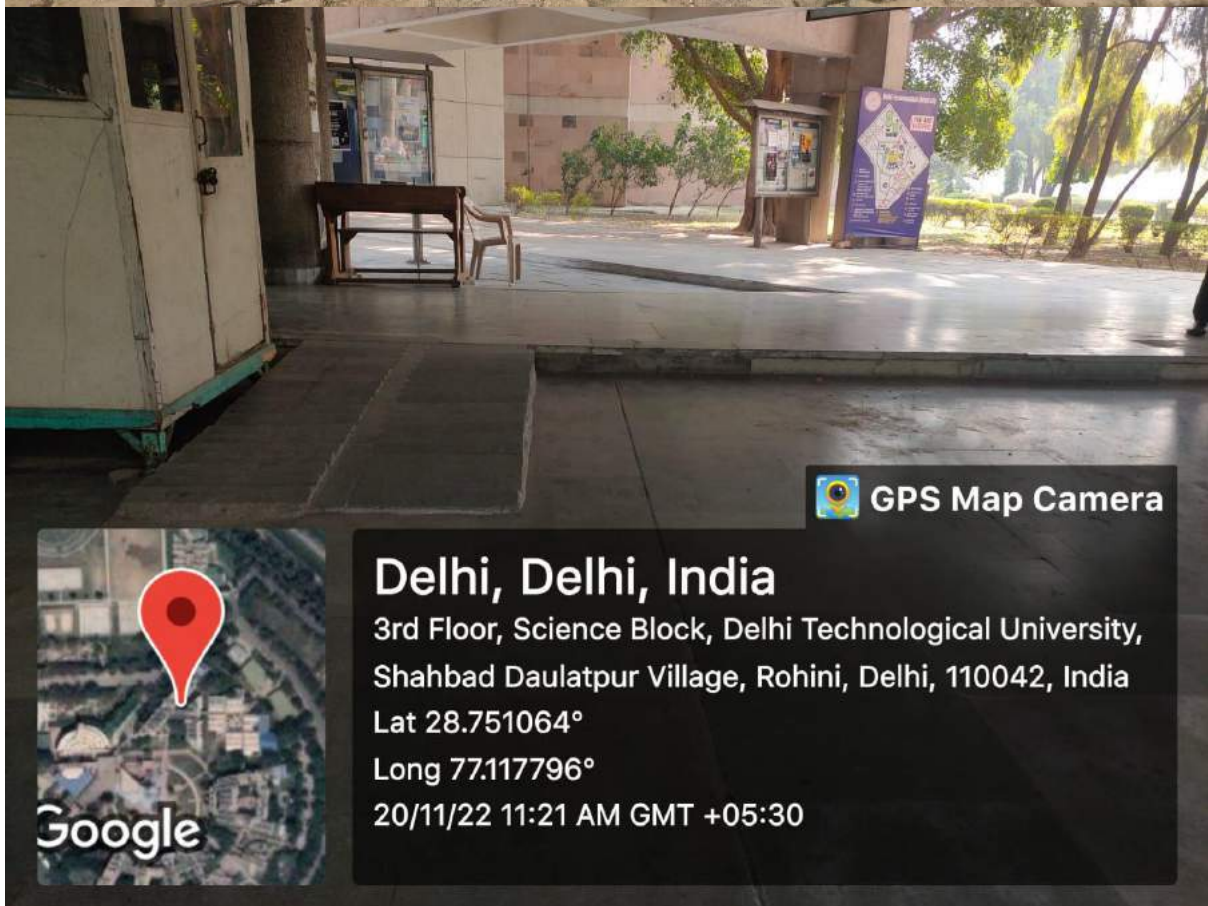 GPS Map Camera
Delhi, Delhi, India
3rd Floor, Science Block, Delhi Technological University,
Shahbad Daulatpur Village, Rohini, Delhi, 110042, India
Lat 28.751064°
Long 77.117796°
20/11/22 11:21 AM GMT +05:30
Google